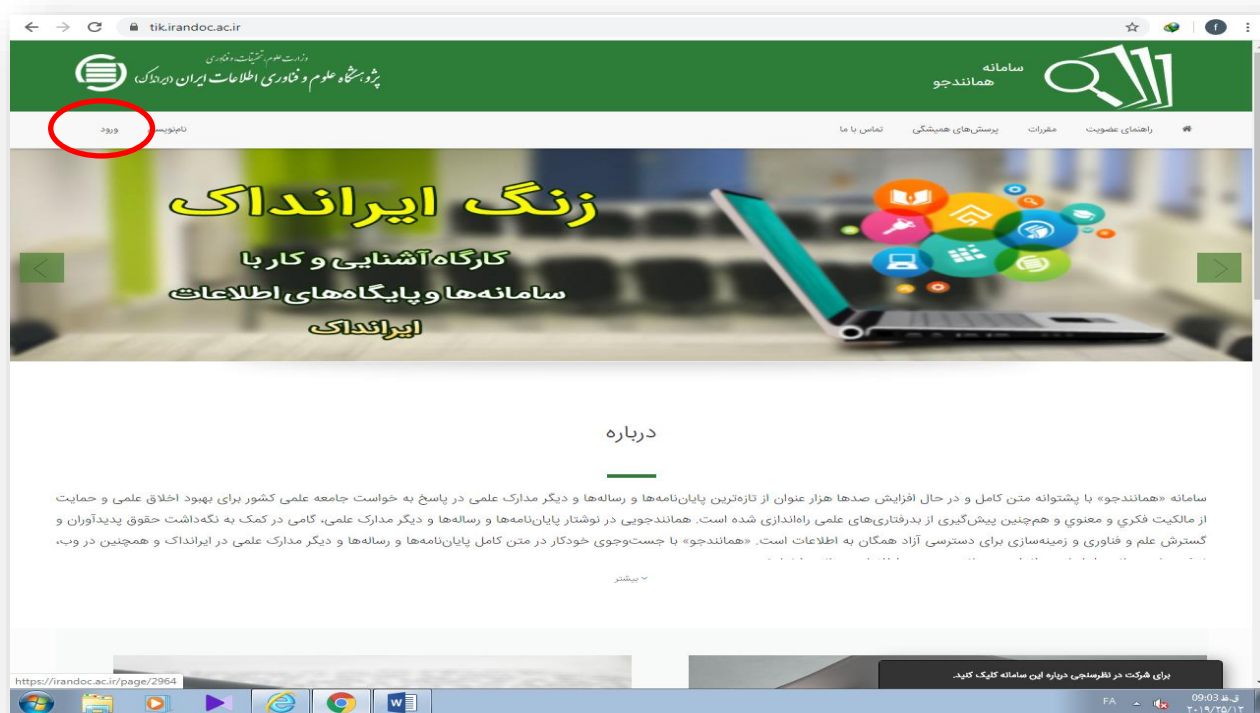 tik.irandoc.ac.ir
f
وزارت علوم، تحقیقات و فناوری
پژوهشگاه علوم و فناوری اطلاعات ایران (ایرانداک)
سامانه
همانندجو
راهنمای عضویت
مقررات
پرسش‌های همیشگی
تماس با ما
نام‌نویسی
ورود
زنگ ایرانداک
کارگاه آشنایی و کار با
سامانه‌ها و پایگاه‌های اطلاعات
ایرانداک
درباره
سامانه «همانندجو» با پشتوانه متن کامل و در حال افزایش صدها هزار عنوان از تازه‌ترین پایان‌نامه‌ها و رساله‌ها و دیگر مدارک علمی در پاسخ به خواست جامعه علمی کشور برای بهبود اخلاق علمی و حمایت
از مالکیت فکري و معنوي و هم‌چنین پیش‌گیری از بدرفتاری‌های علمی راه‌اندازی شده است. همانندجویی در نوشتار پایان‌نامه‌ها و رساله‌ها و دیگر مدارک علمی، گامی در کمک به نگه‌داشت حقوق پدیدآوران و
گسترش علم و فناوری و زمینه‌سازی برای دسترسی آزاد همگان به اطلاعات است. «همانندجو» با جست‌وجوی خودکار در متن کامل پایان‌نامه‌ها و رساله‌ها و دیگر مدارک علمی در ایرانداک و همچنین در وب،
بیشتر
برای شرکت در نظرسنجی درباره این سامانه کلیک کنید.
https://irandoc.ac.ir/page/2964
FA
09:03 ق.ظ
۲۰۱۹/۲۵/۱۲